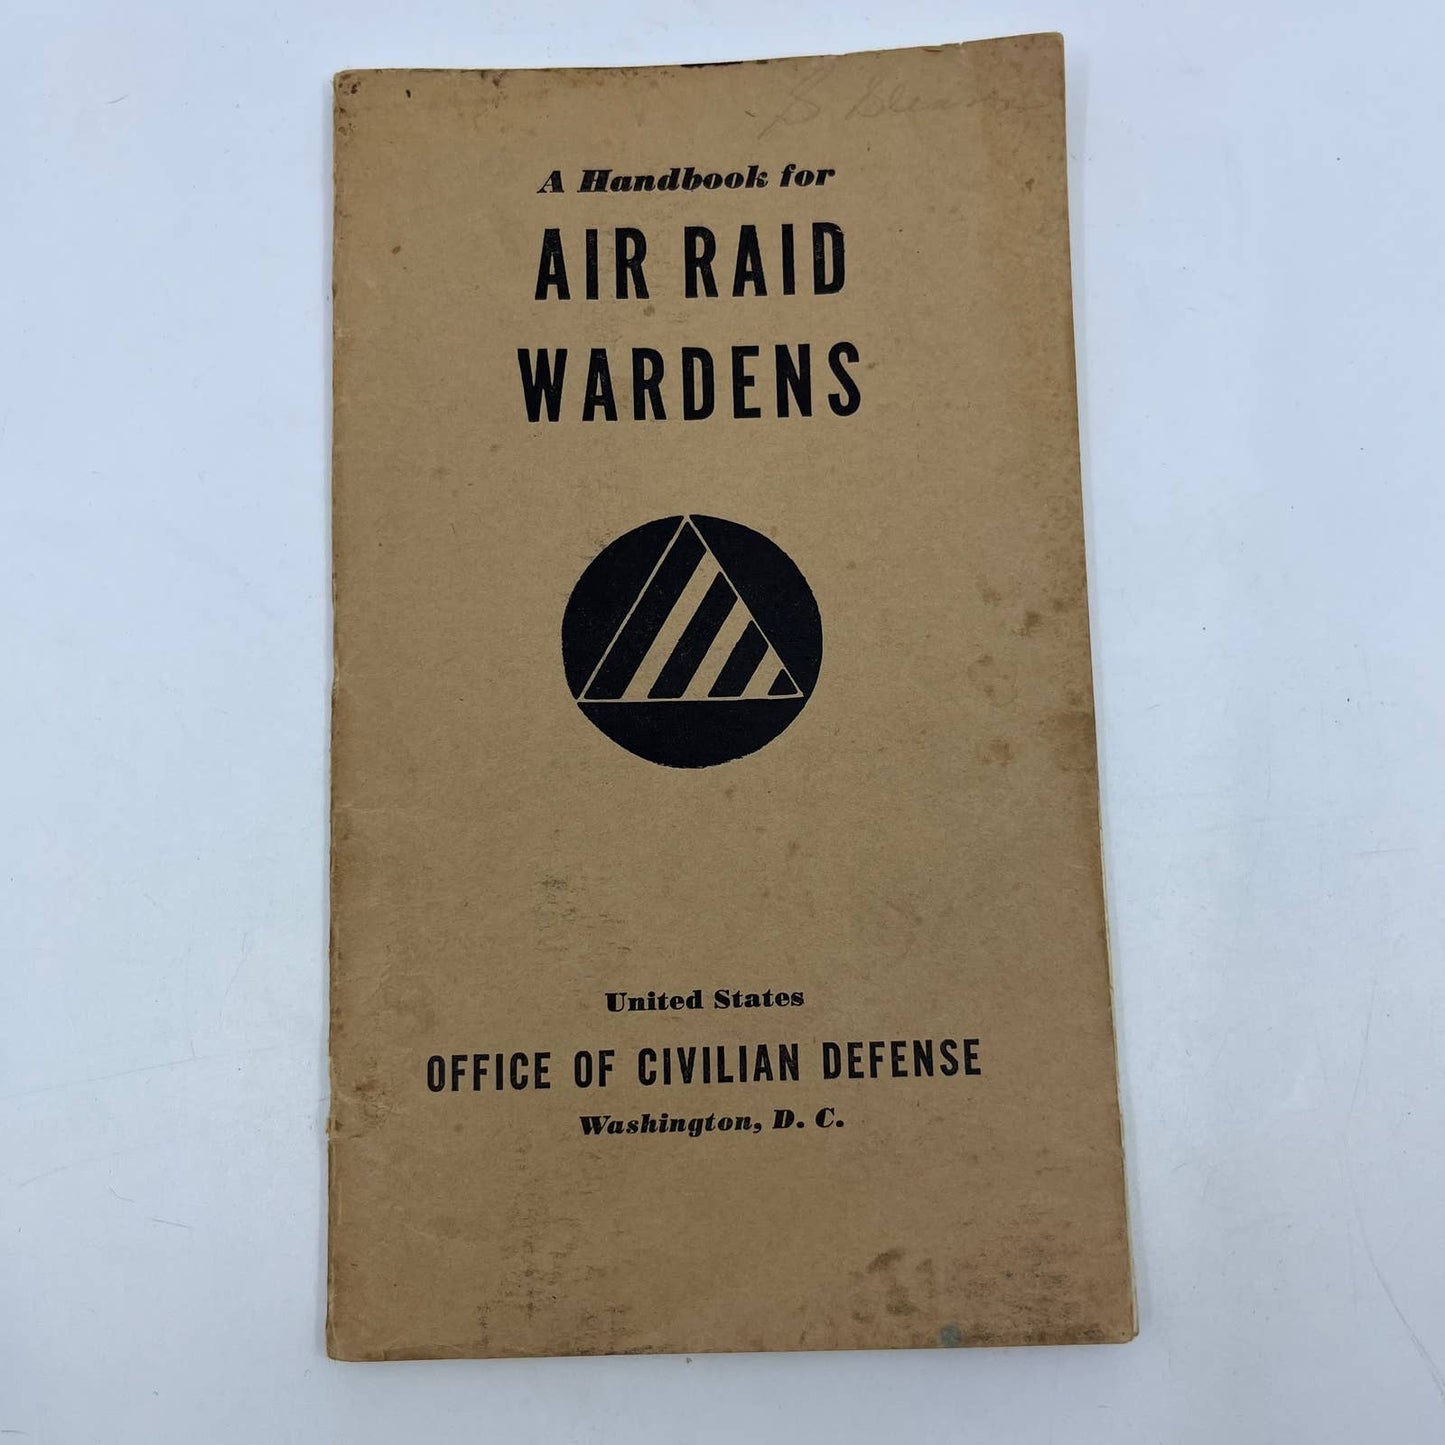 A Handbook for
AIR RAID
WARDENS
United States
OFFICE OF CIVILIAN DEFENSE
Washington, D. C.